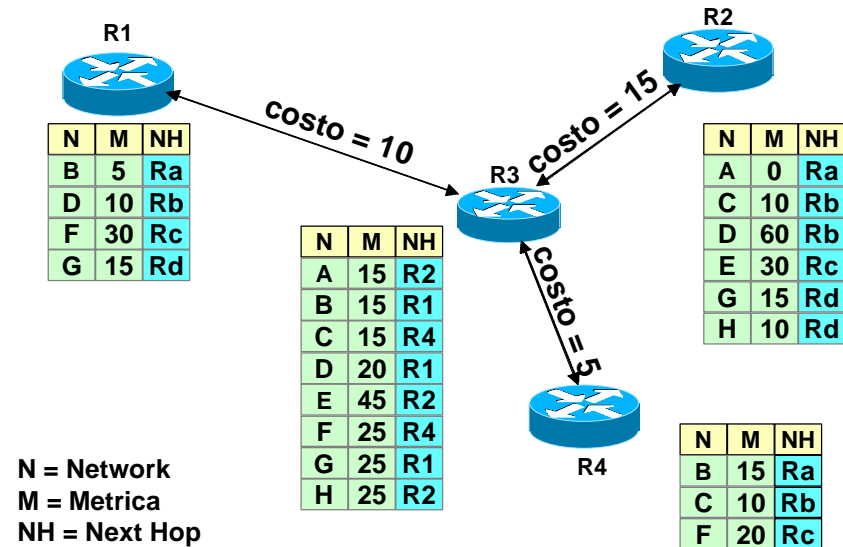 R1
R2
costo = 10
costo = 15
R3
costo = 5
R4
N M NH
B 5 Ra
D 10 Rb
F 30 Rc
G 15 Rd
N M NH
A 15 R2
B 15 R1
C 15 R4
D 20 R1
E 45 R2
F 25 R4
G 25 R1
H 25 R2
N M NH
A 0 Ra
C 10 Rb
D 60 Rb
E 30 Rc
G 15 Rd
H 10 Rd
N M NH
B 15 Ra
C 10 Rb
F 20 Rc
N = Network
M = Metrica
NH = Next Hop